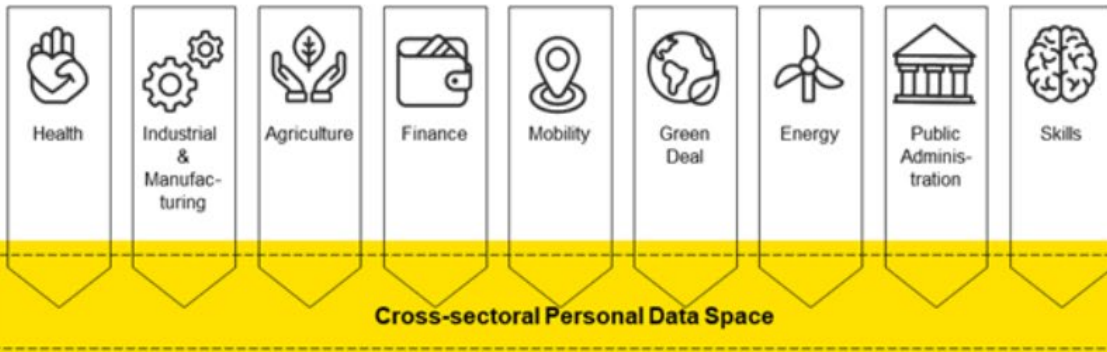 Health
Industrial
&
Manufac-
turing
Agriculture
Finance
Mobility
Green
Deal
Energy
Public
Adminis-
tration
Skills
Cross-sectoral Personal Data Space